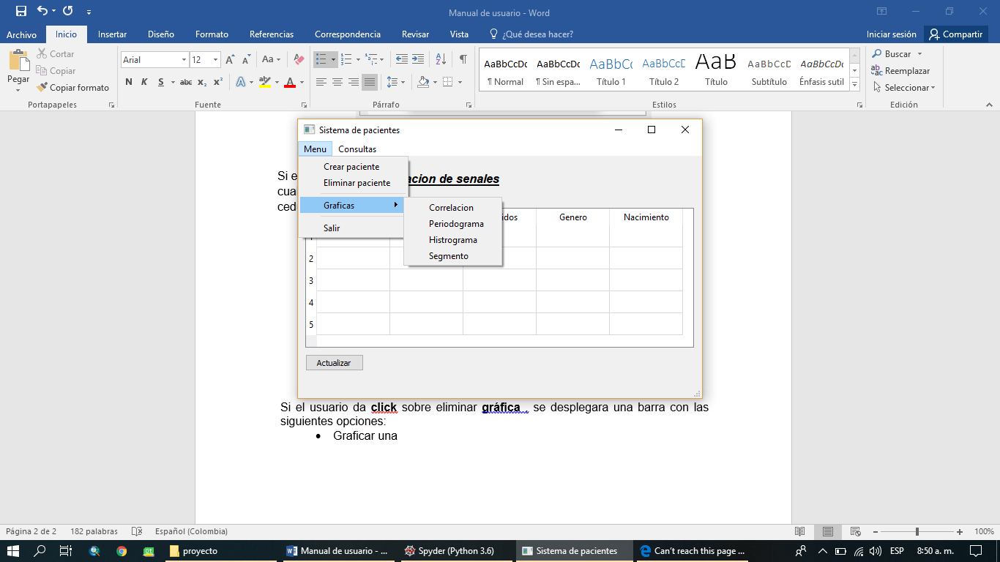 Manual de usuario - Word
Archivo Inicio Insertar Diseño Formato Referencias Correspondencia Revisar Vista ¿Qué desea hacer? Iniciar sesión Compartir
Pegar
Cortar
Copiar
Copiar formato
Portapapeles
Arial 12
N K S abc x₂ x²
Fuente
Párrafo
AaBbCcDc AaBbCcDc AaBbCc AaBbCcD AaB AaBbCcD AaBbCcDc
¶ Normal ¶ Sin espa... Título 1 Título 2 Título Subtítulo Énfasis sutil
Estilos
Buscar
Reemplazar
Seleccionar
Edición
Sistema de pacientes
Menu Consultas
Crear paciente
Eliminar paciente
Graficas
Salir
Correlacion
Periodograma
Histrograma
Segmento
Si e
cua
ced
acion de senales
idos Genero Nacimiento
1
2
3
4
5
Actualizar
Si el usuario da click sobre eliminar gráfica , se desplegara una barra con las
siguientes opciones:
• Graficar una
Página 2 de 2 182 palabras Español (Colombia) 100%
proyecto Manual de usuario - ... Spyder (Python 3.6) Sistema de pacientes Can't reach this page ... ESP 8:50 a. m.